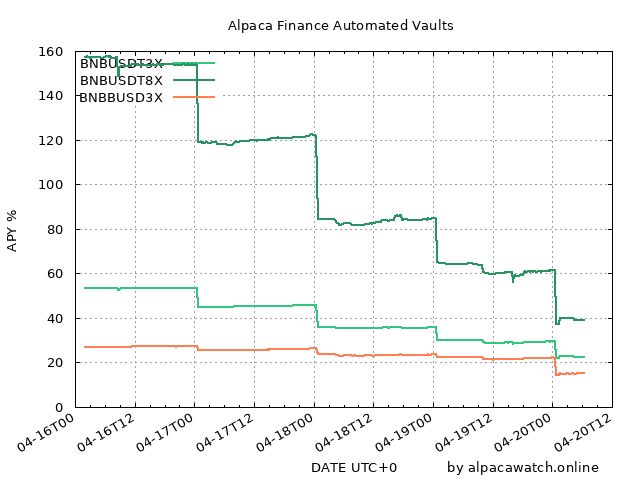 Alpaca Finance Automated Vaults
APY %
160
140
120
100
80
60
40
20
0
BNBUSDT3X
BNBUSDT8X
BNBBUSD3X
04-16T00
04-16T12
04-17T00
04-17T12
04-18T00
04-18T12
04-19T00
04-19T12
04-20T00
04-20T12
DATE UTC+0
by alpacawatch.online